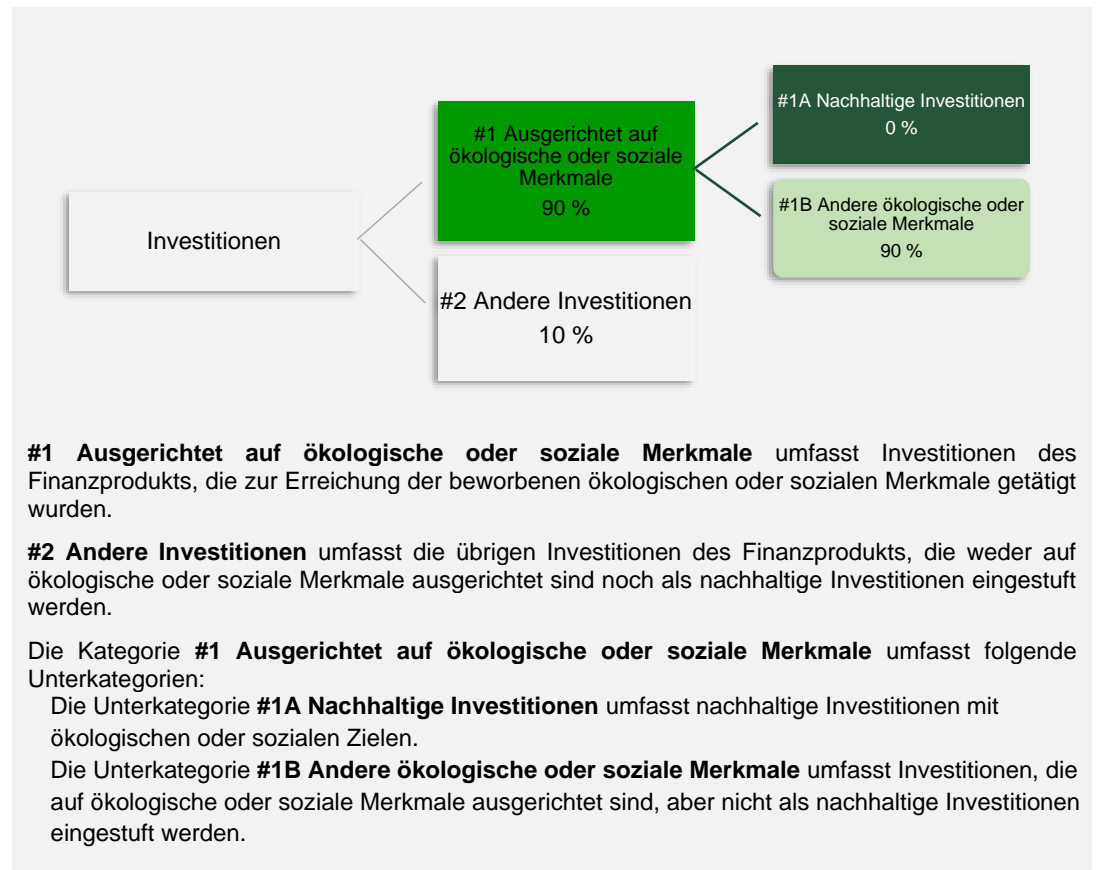 #1A Nachhaltige Investitionen
0 %
#1 Ausgerichtet auf
ökologische oder soziale
Merkmale
90 %
#1B Andere ökologische oder
soziale Merkmale
90 %
Investitionen
#2 Andere Investitionen
10 %
#1 Ausgerichtet auf ökologische oder soziale Merkmale umfasst Investitionen des
Finanzprodukts, die zur Erreichung der beworbenen ökologischen oder sozialen Merkmale getätigt
wurden.
#2 Andere Investitionen umfasst die übrigen Investitionen des Finanzprodukts, die weder auf
ökologische oder soziale Merkmale ausgerichtet sind noch als nachhaltige Investitionen eingestuft
werden.
Die Kategorie #1 Ausgerichtet auf ökologische oder soziale Merkmale umfasst folgende
Unterkategorien:
Die Unterkategorie #1A Nachhaltige Investitionen umfasst nachhaltige Investitionen mit
ökologischen oder sozialen Zielen.
Die Unterkategorie #1B Andere ökologische oder soziale Merkmale umfasst Investitionen, die
auf ökologische oder soziale Merkmale ausgerichtet sind, aber nicht als nachhaltige Investitionen
eingestuft werden.